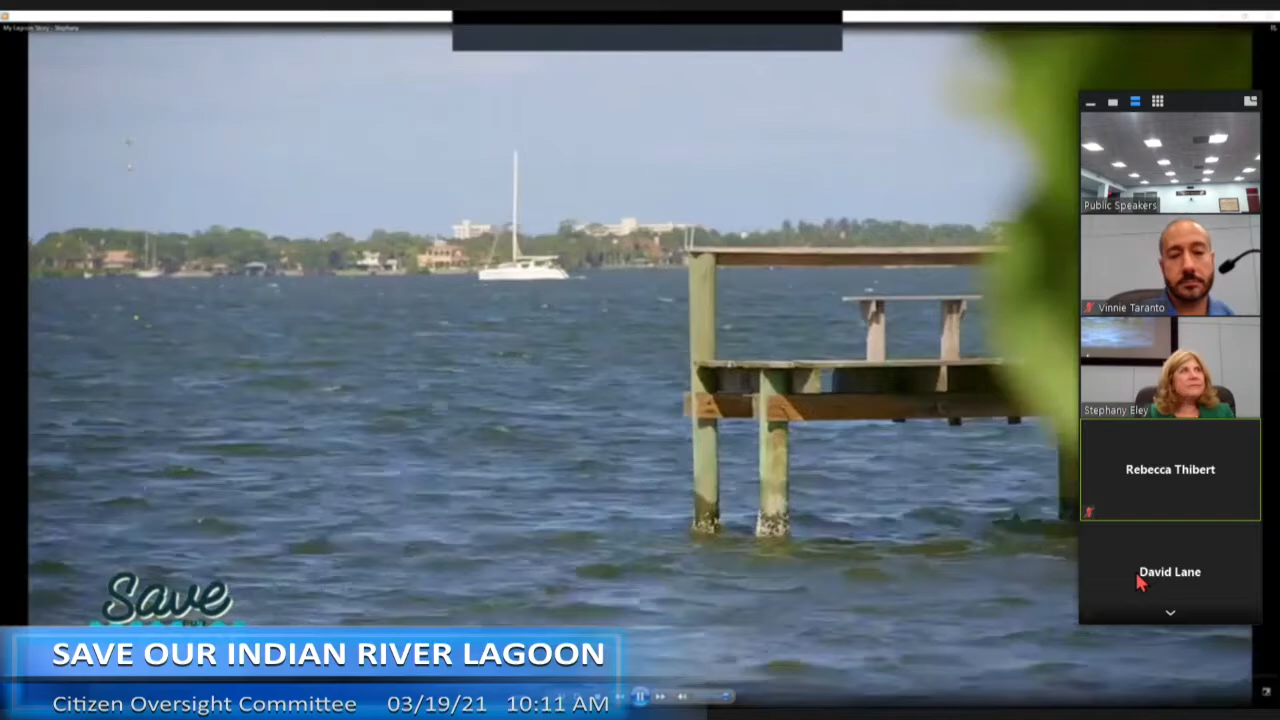 My Lagoon Story - Stephany
Public Speakers
Vinnie Taranto
Stephany Eley
Rebecca Thibert
David Lane
Save
SAVE OUR INDIAN RIVER LAGOON
Citizen Oversight Committee 03/19/21 10:11 AM